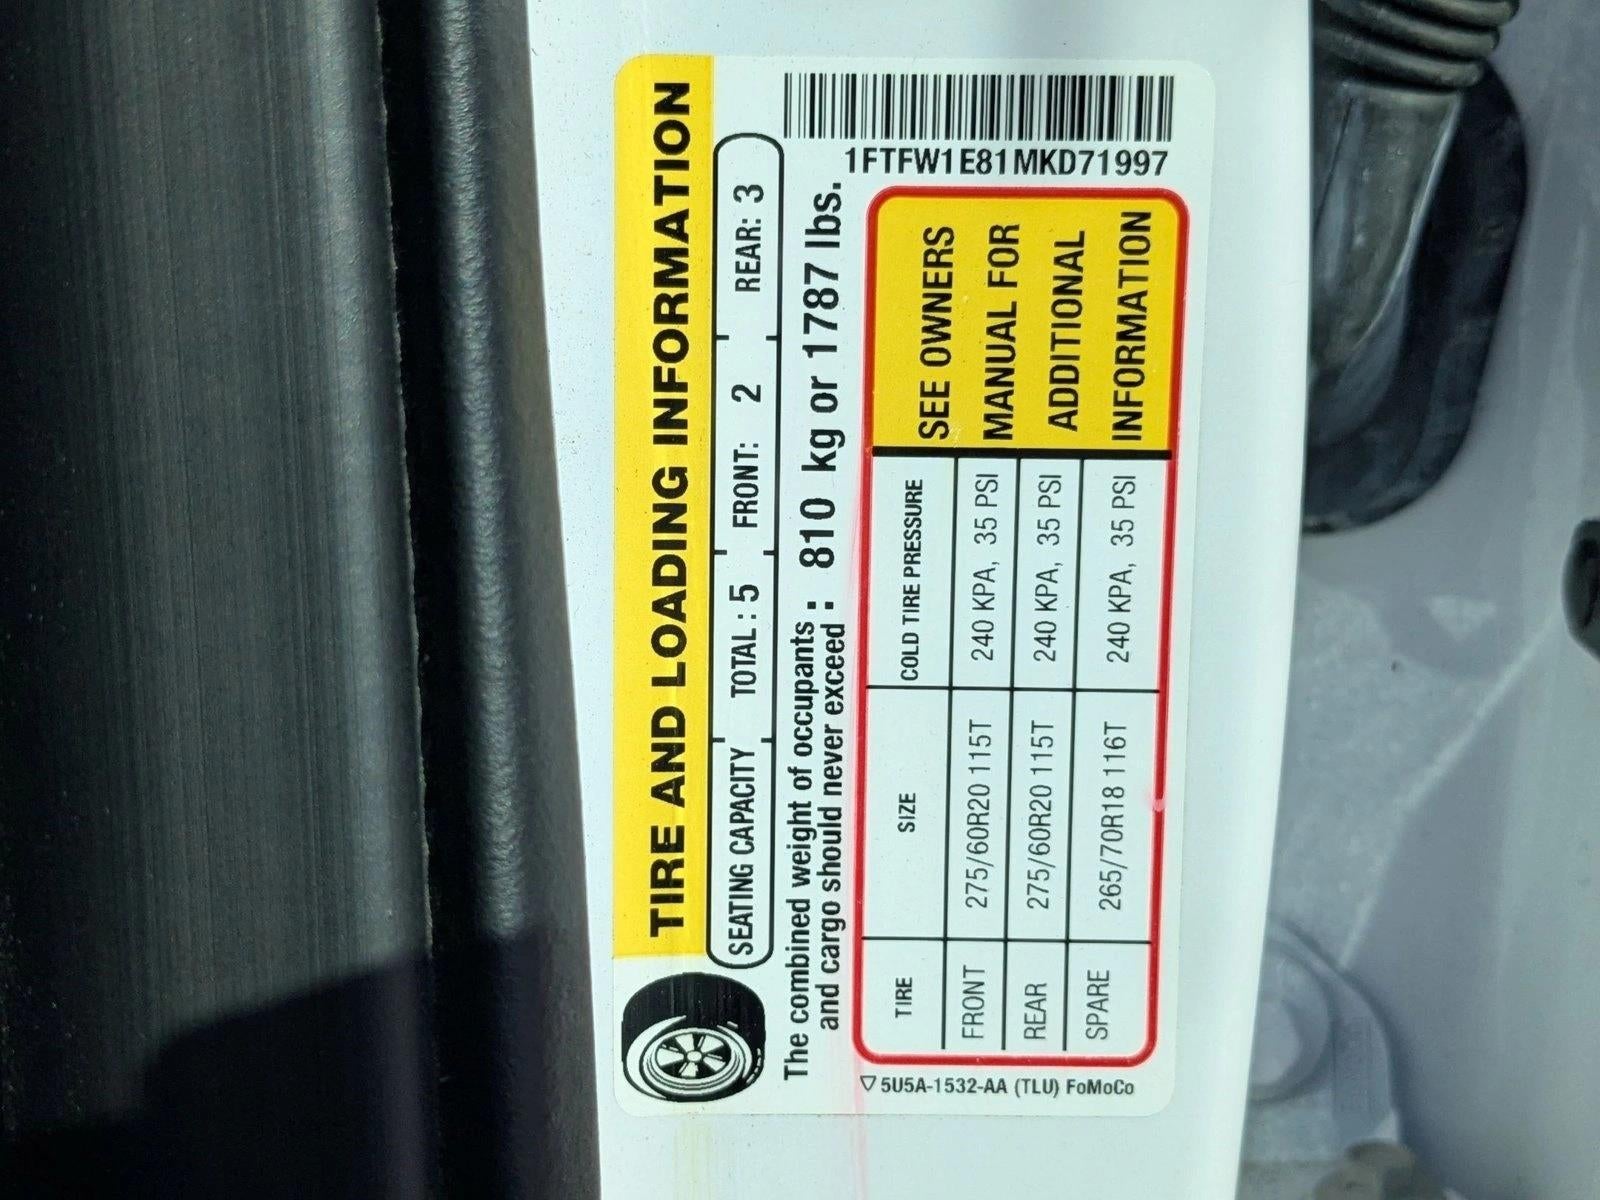 TIRE AND LOADING INFORMATION
SEATING CAPACITY TOTAL : 5 FRONT: 2 REAR: 3
The combined weight of occupants :
and cargo should never exceed : 810 kg or 1787 lbs.
1FTFW1E81MKD71997
TIRE SIZE COLD TIRE PRESSURE
FRONT 275/60R20 115T 240 KPA, 35 PSI
REAR 275/60R20 115T 240 KPA, 35 PSI
SPARE 265/70R18 116T 240 KPA, 35 PSI
SEE OWNERS
MANUAL FOR
ADDITIONAL
INFORMATION
5U5A-1532-AA (TLU) FoMoCo